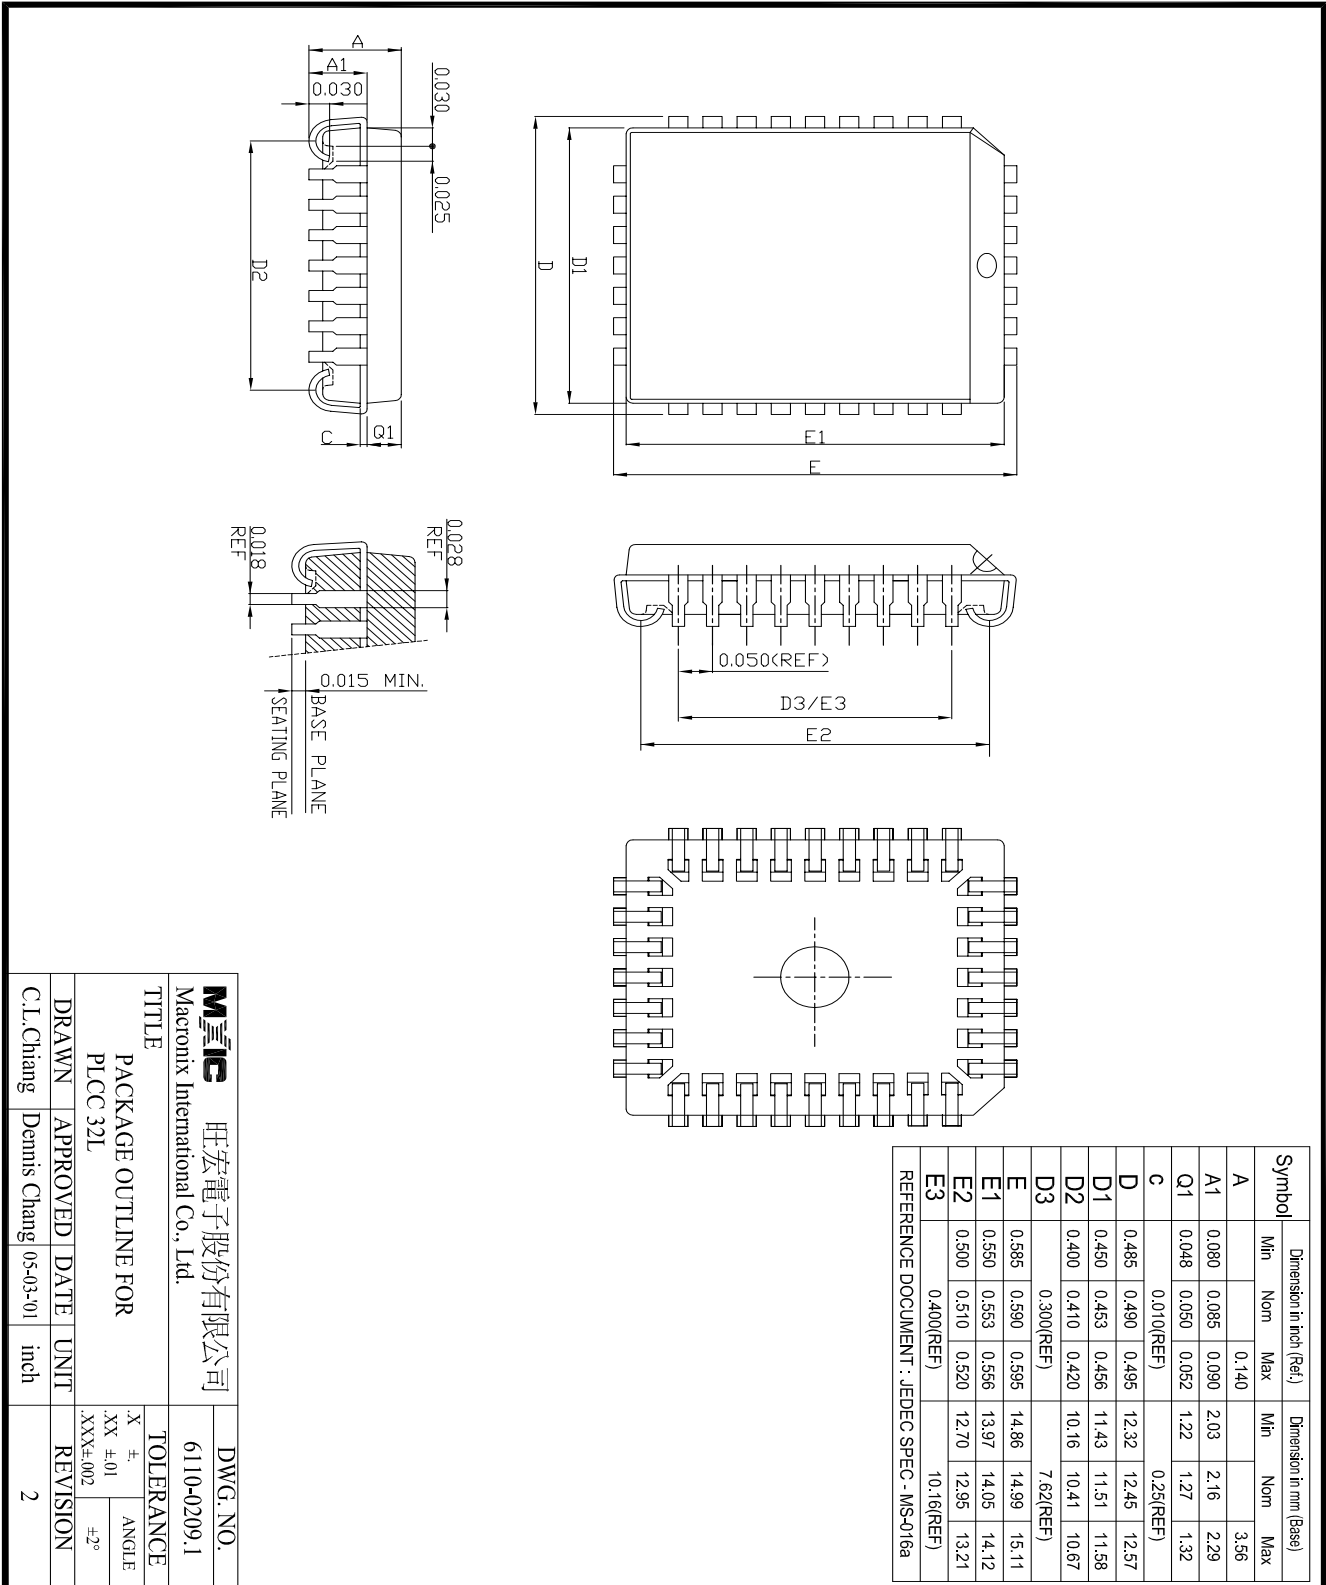 A
A1
0.030
0.030
0.025
D2
C
Q1
D
D1
E1
E
0.018
REF
0.028
REF
0.015 MIN.
BASE PLANE
SEATING PLANE
0.050(REF)
D3/E3
E2
Symbol Dimension in inch (Ref.) Dimension in mm (Base)
Min Nom Max Min Nom Max
A 0.140 3.56
A1 0.080 0.085 0.090 2.03 2.16 2.29
Q1 0.048 0.050 0.052 1.22 1.27 1.32
C 0.010(REF) 0.25(REF)
D 0.485 0.490 0.495 12.32 12.45 12.57
D1 0.450 0.453 0.456 11.43 11.51 11.58
D2 0.400 0.410 0.420 10.16 10.41 10.67
D3 0.300(REF) 7.62(REF)
E 0.585 0.590 0.595 14.86 14.99 15.11
E1 0.550 0.553 0.556 13.97 14.05 14.12
E2 0.500 0.510 0.520 12.70 12.95 13.21
E3 0.400(REF) 10.16(REF)
REFERENCE DOCUMENT : JEDEC SPEC - MS-016a
MXIC 旺宏電子股份有限公司
Macronix International Co., Ltd.
DWG. NO.
6110-0209.1
TITLE
PACKAGE OUTLINE FOR
PLCC 32L
TOLERANCE
.X ±.
.XX ±.01
.XXX±.002
ANGLE
±2°
DRAWN APPROVED DATE UNIT REVISION
C.L.Chiang Dennis Chang 05-03-'01 inch 2